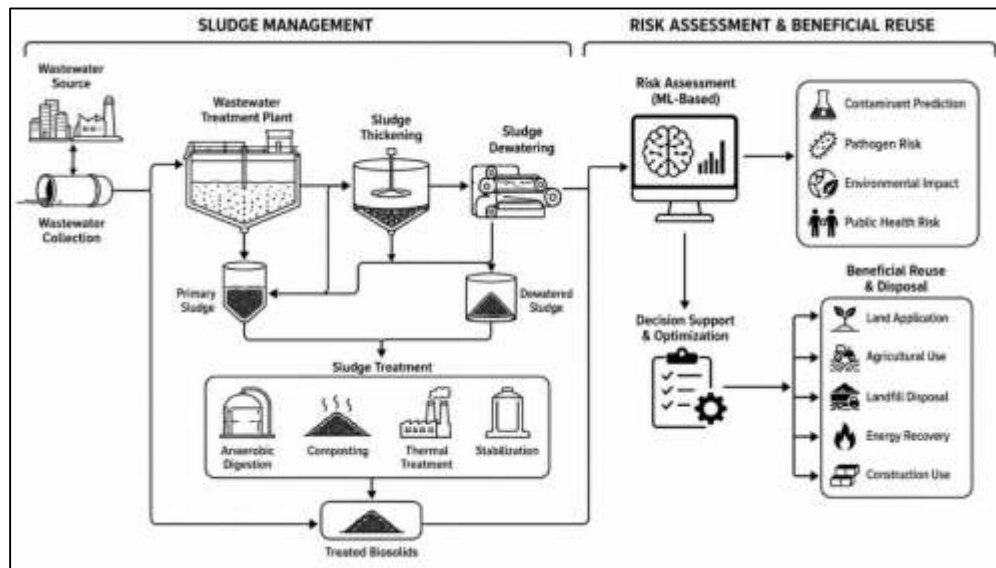 SLUDGE MANAGEMENT
RISK ASSESSMENT & BENEFICIAL REUSE
Wastewater
Source
Wastewater
Treatment Plant
Sludge
Thickening
Sludge
Dewatering
Wastewater
Collection
Primary
Sludge
Dewatered
Sludge
Sludge Treatment
Anaerobic
Digestion
Composting
Thermal
Treatment
Stabilization
Treated Biosolids
Risk Assessment
(ML-Based)
Contaminant Prediction
Pathogen Risk
Environmental Impact
Public Health Risk
Decision Support
& Optimization
Beneficial Reuse
& Disposal
Land Application
Agricultural Use
Landfill Disposal
Energy Recovery
Construction Use